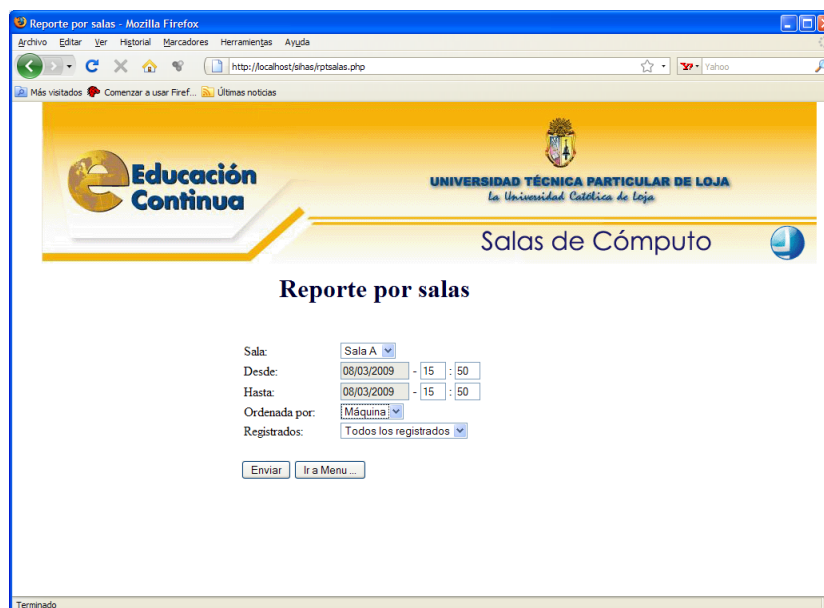 Reporte por salas - Mozilla Firefox
Archivo Editar Ver Historial Marcadores Herramientas Ayuda
http://localhost/sihas/rptsalas.php
Yahoo
Más visitados Comenzar a usar Firef... Últimas noticias
Educación
Continua
UNIVERSIDAD TÉCNICA PARTICULAR DE LOJA
La Universidad Católica de Loja
Salas de Cómputo
Reporte por salas
Sala: Sala A
Desde: 08/03/2009 - 15 : 50
Hasta: 08/03/2009 - 15 : 50
Ordenada por: Máquina
Registrados: Todos los registrados
Enviar Ir a Menu ...
Terminado